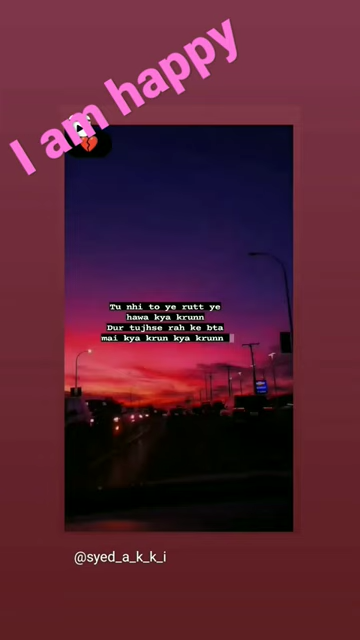 I am happy
Tu nhi to ye rutt ye
hawa kya krunn
Dur tujhse rah ke bta
mai kya krun kya krunn
@syed_a_k_k_i